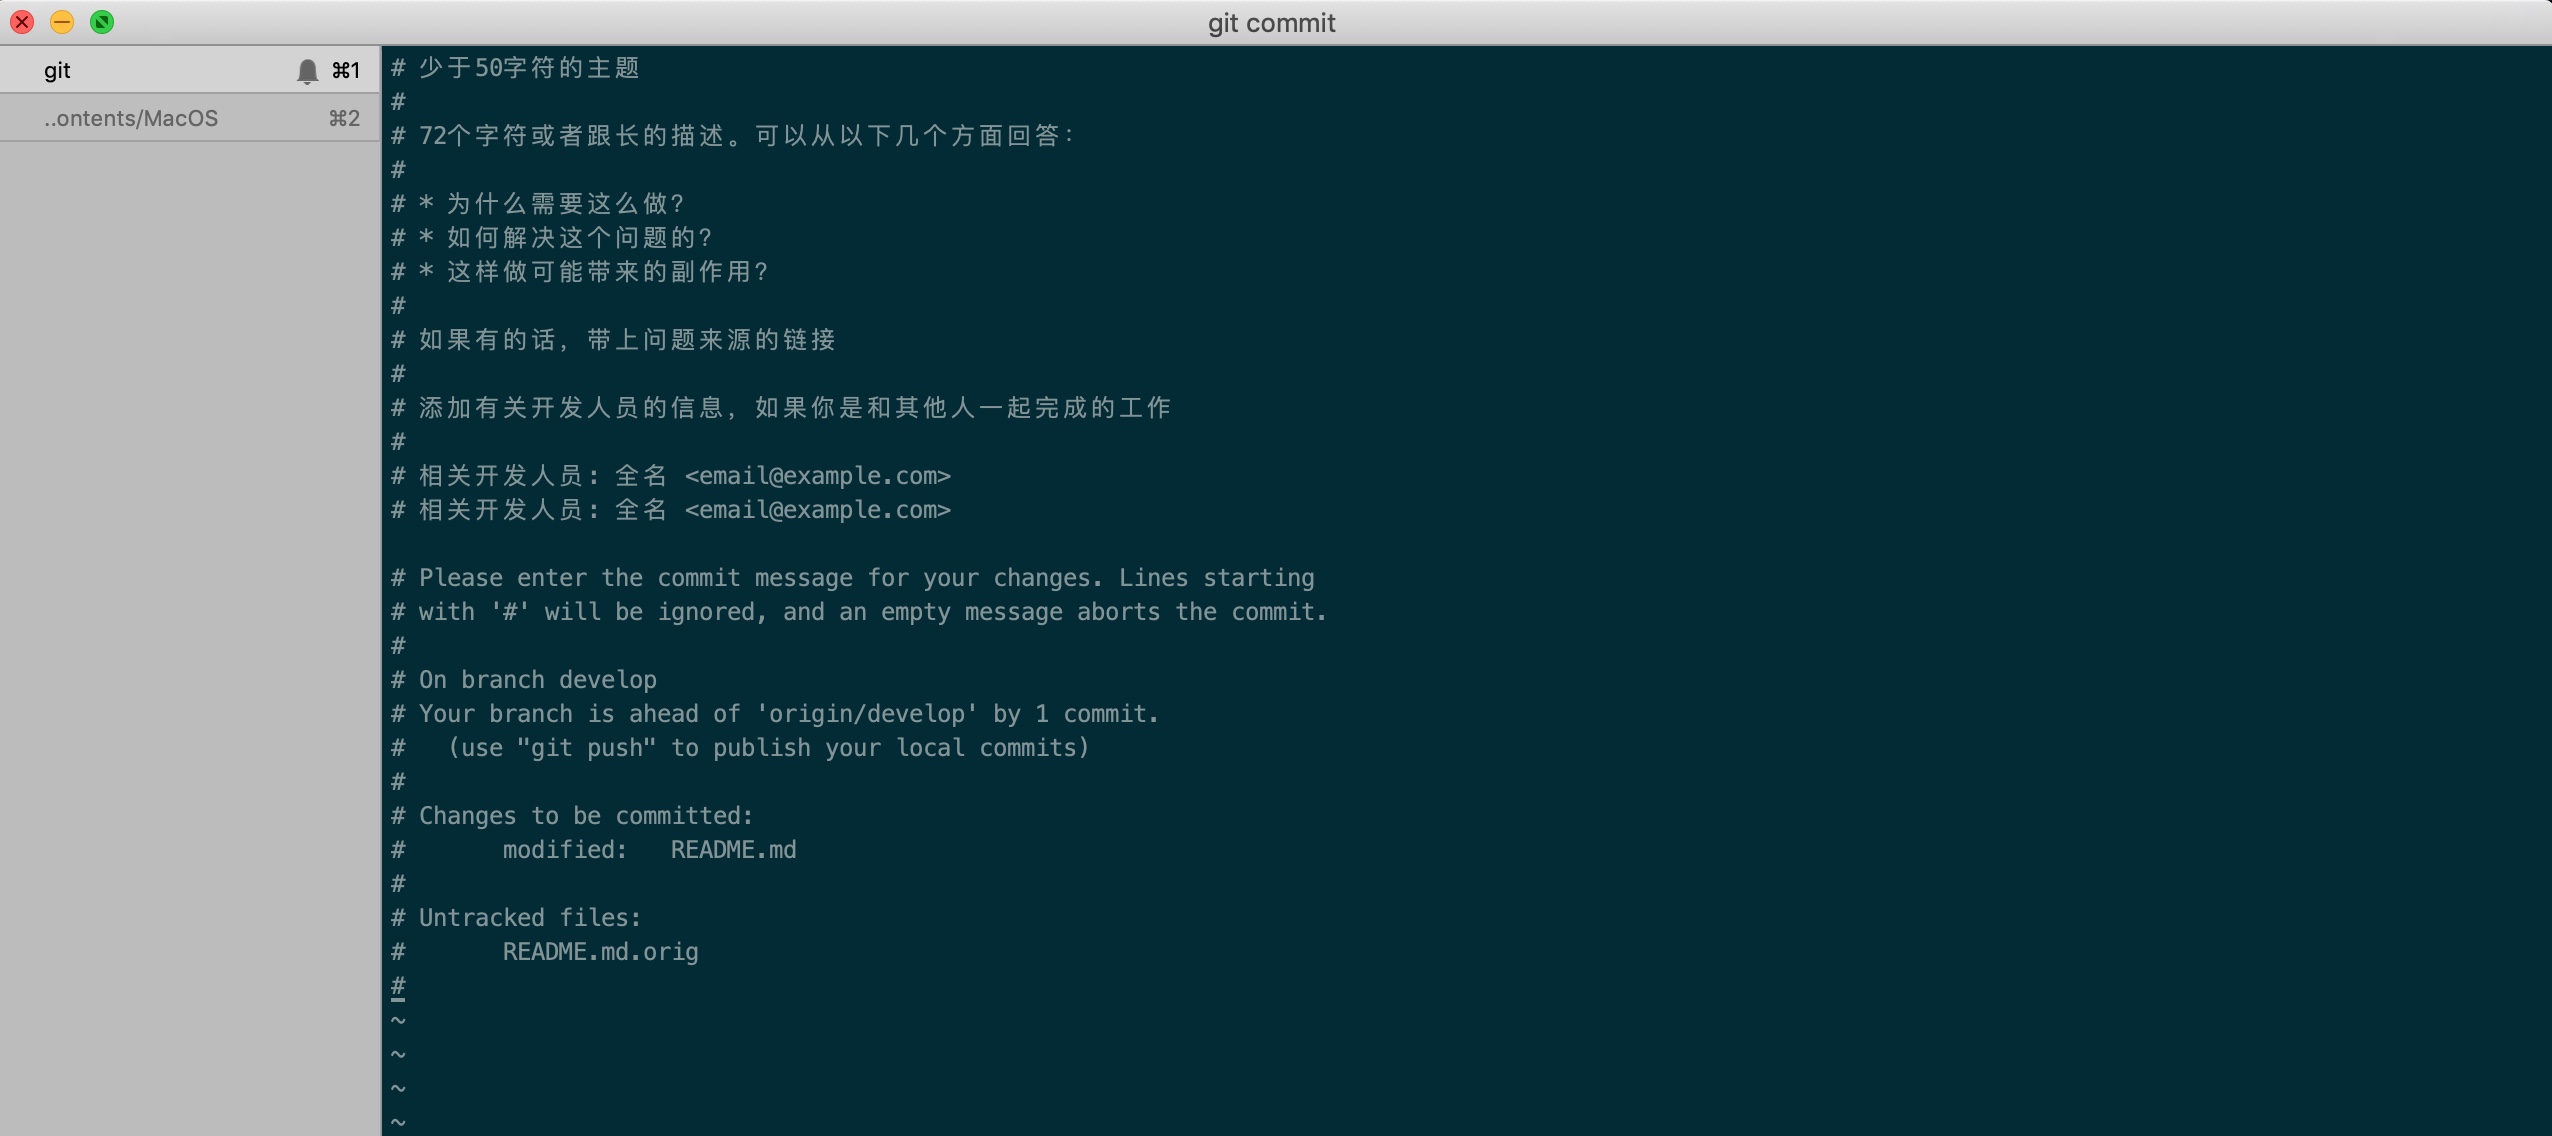 git commit
git ⌘1
..ontents/MacOS ⌘2
# 少于50字符的主题
#
# 72个字符或者跟长的描述。可以从以下几个方面回答：
#
# * 为什么需要这么做？
# * 如何解决这个问题的？
# * 这样做可能带来的副作用？
#
# 如果有的话，带上问题来源的链接
#
# 添加有关开发人员的信息，如果你是和其他人一起完成的工作
#
# 相关开发人员: 全名 <email@example.com>
# 相关开发人员: 全名 <email@example.com>
# Please enter the commit message for your changes. Lines starting
# with '#' will be ignored, and an empty message aborts the commit.
#
# On branch develop
# Your branch is ahead of 'origin/develop' by 1 commit.
#   (use "git push" to publish your local commits)
#
# Changes to be committed:
#       modified:   README.md
#
# Untracked files:
#       README.md.orig
#
~
~
~
~